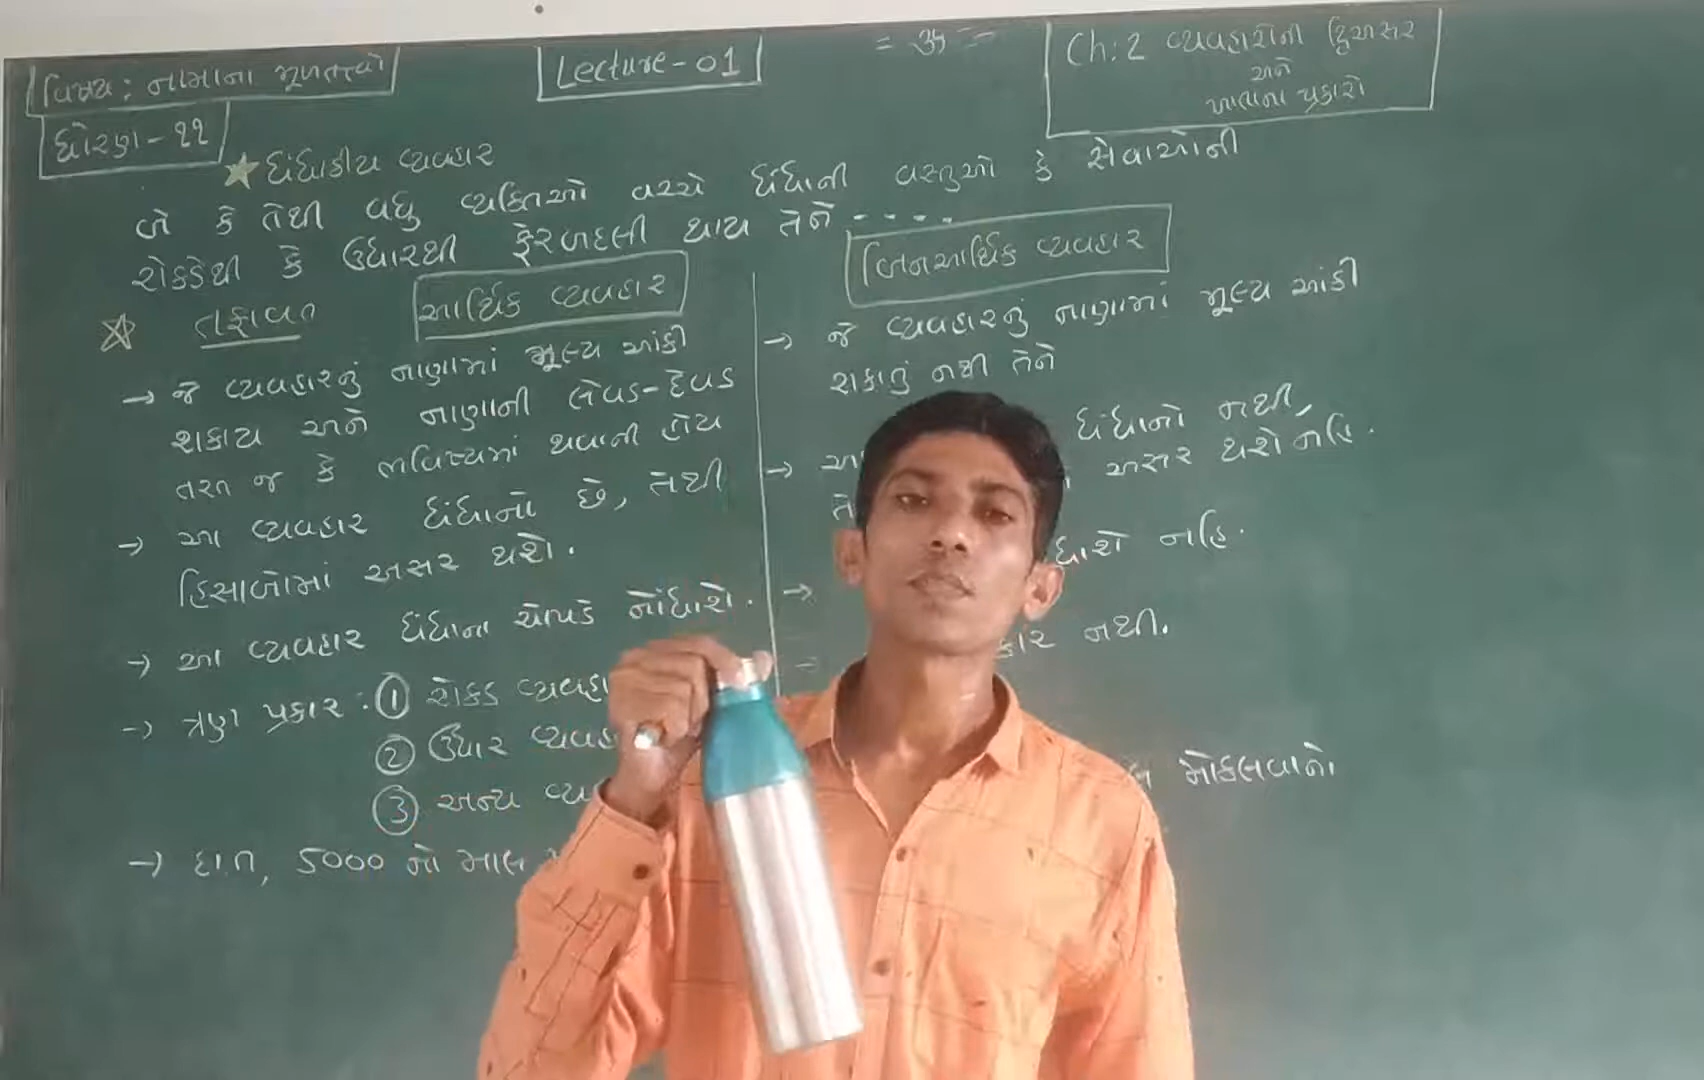 વિષય : નામાના મૂળતત્ત્વો
Lecture-01
= ૐ =
Ch: 2 વ્યવહારોની દ્વિઅસર
અને
ખાતાના પ્રકારો
ધોરણ - ૧૧
★ ધંધાકીય વ્યવહાર
બે કે તેથી વધુ વ્યક્તિઓ વચ્ચે ધંધાની વસ્તુઓ કે સેવાઓની
રોકડેથી કે ઉધારથી ફેરબદલી થાય તેને ....
☆ તફાવત
આર્થિક વ્યવહાર
→ જે વ્યવહારનું નાણામાં મૂલ્ય આંકી
શકાય અને નાણાની લેવડ-દેવડ
તરત જ કે ભવિષ્યમાં થવાની હોય
→ આ વ્યવહાર ધંધાનો છે, તેથી
હિસાબોમાં અસર થશે.
→ આ વ્યવહાર ધંધાના ચોપડે નોંધાશે.
→ ત્રણ પ્રકાર : ① રોકડ વ્યવહા
② ઉધાર વ્યવહ
③ અન્ય વ્ય
→ દા.ત, 5000 નો માલ
બિનઆર્થિક વ્યવહાર
→ જે વ્યવહારનું નાણામાં મૂલ્ય આંકી
શકાતું નથી તેને
→ આ ધંધાનો નથી,
તે અસર થશે નહિ.
→ ધાશે નહિ.
→ કાર નથી.
મોકલવાનો